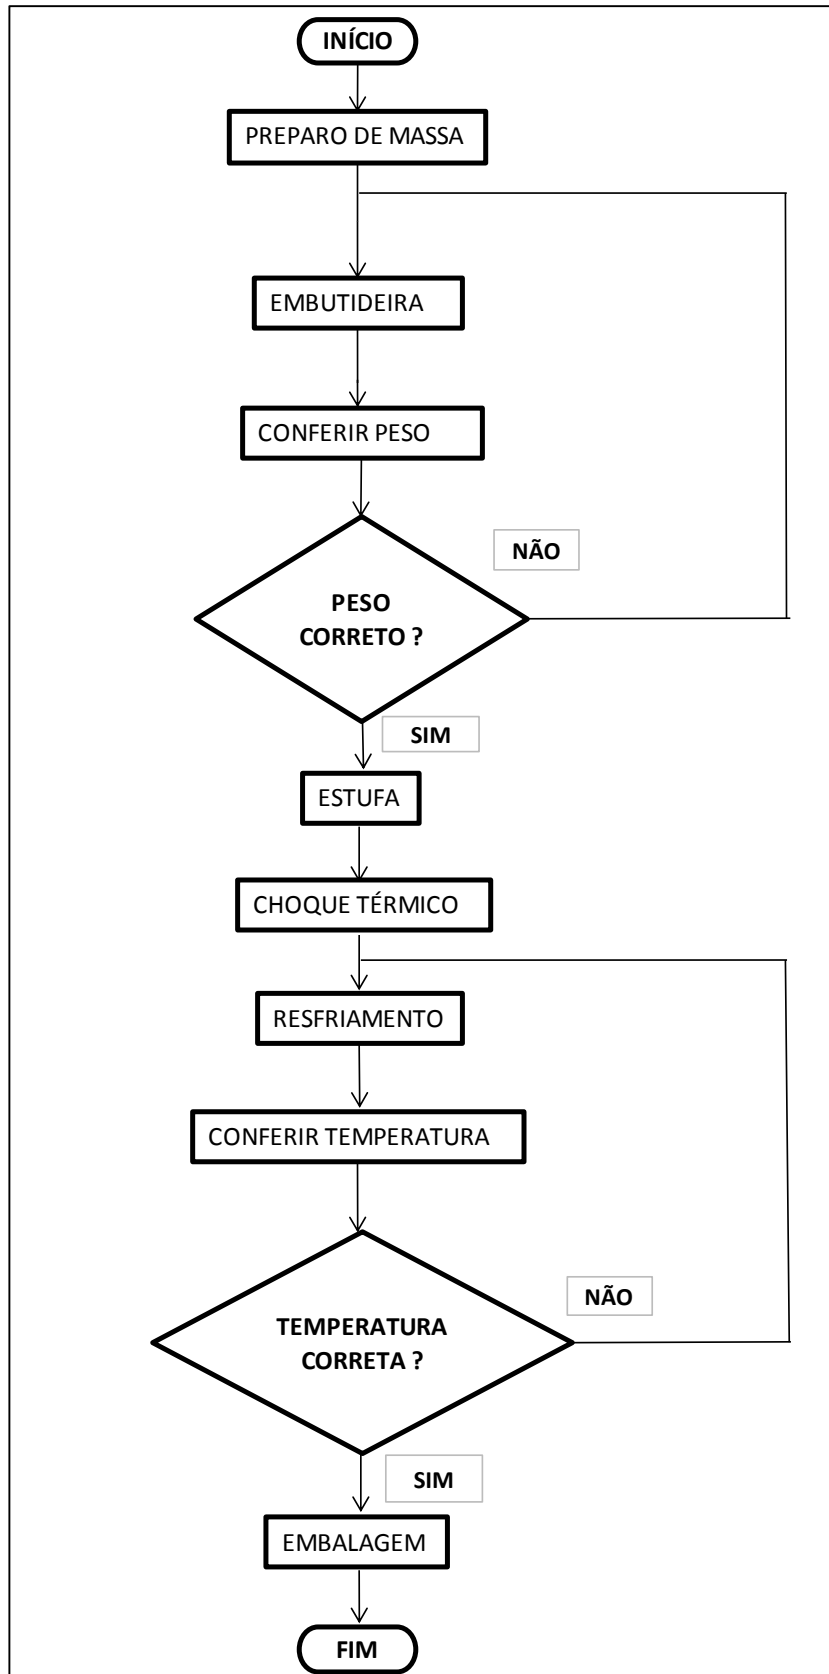 INÍCIO
PREPARO DE MASSA
EMBUTIDEIRA
CONFERIR PESO
NÃO
PESO
CORRETO ?
SIM
ESTUFA
CHOQUE TÉRMICO
RESFRIAMENTO
CONFERIR TEMPERATURA
NÃO
TEMPERATURA
CORRETA ?
SIM
EMBALAGEM
FIM